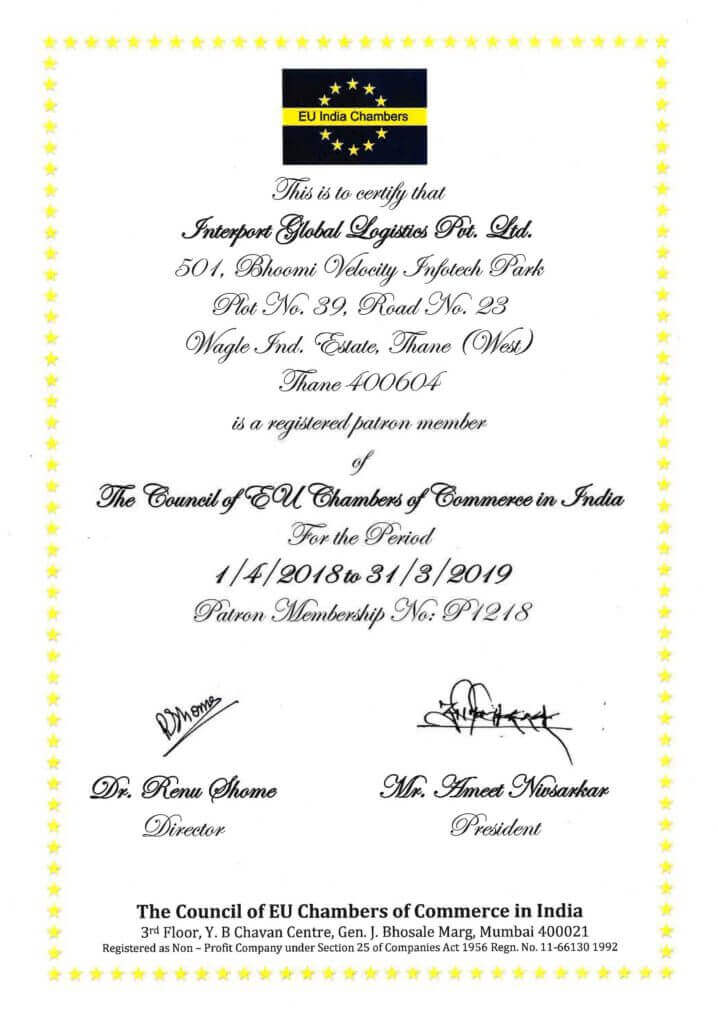 EU India Chambers
This is to certify that
Interport Global Logistics Pvt. Ltd.
501, Bhoomi Velocity Infotech Park
Plot No. 39, Road No. 23
Wagle Ind. Estate, Thane (West)
Thane 400604
is a registered patron member
of
The Council of EU Chambers of Commerce in India
For the Period
1/4/2018 to 31/3/2019
Patron Membership No: P1218
RShome
Dr. Renu Shome
Director
Mr. Ameet Nivsarkar
President
The Council of EU Chambers of Commerce in India
3rd Floor, Y. B Chavan Centre, Gen. J. Bhosale Marg, Mumbai 400021
Registered as Non – Profit Company under Section 25 of Companies Act 1956 Regn. No. 11-66130 1992